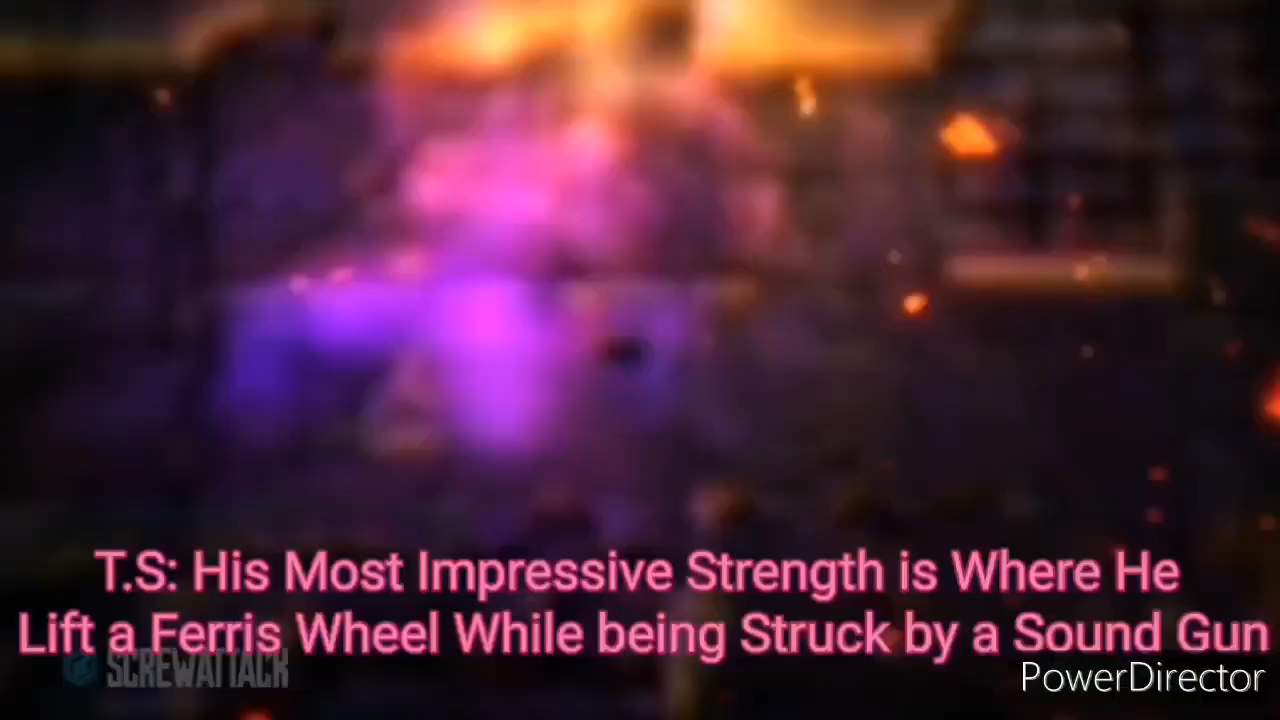 T.S: His Most Impressive Strength is Where He
Lift a Ferris Wheel While being Struck by a Sound Gun
SCREWATTACK
PowerDirector